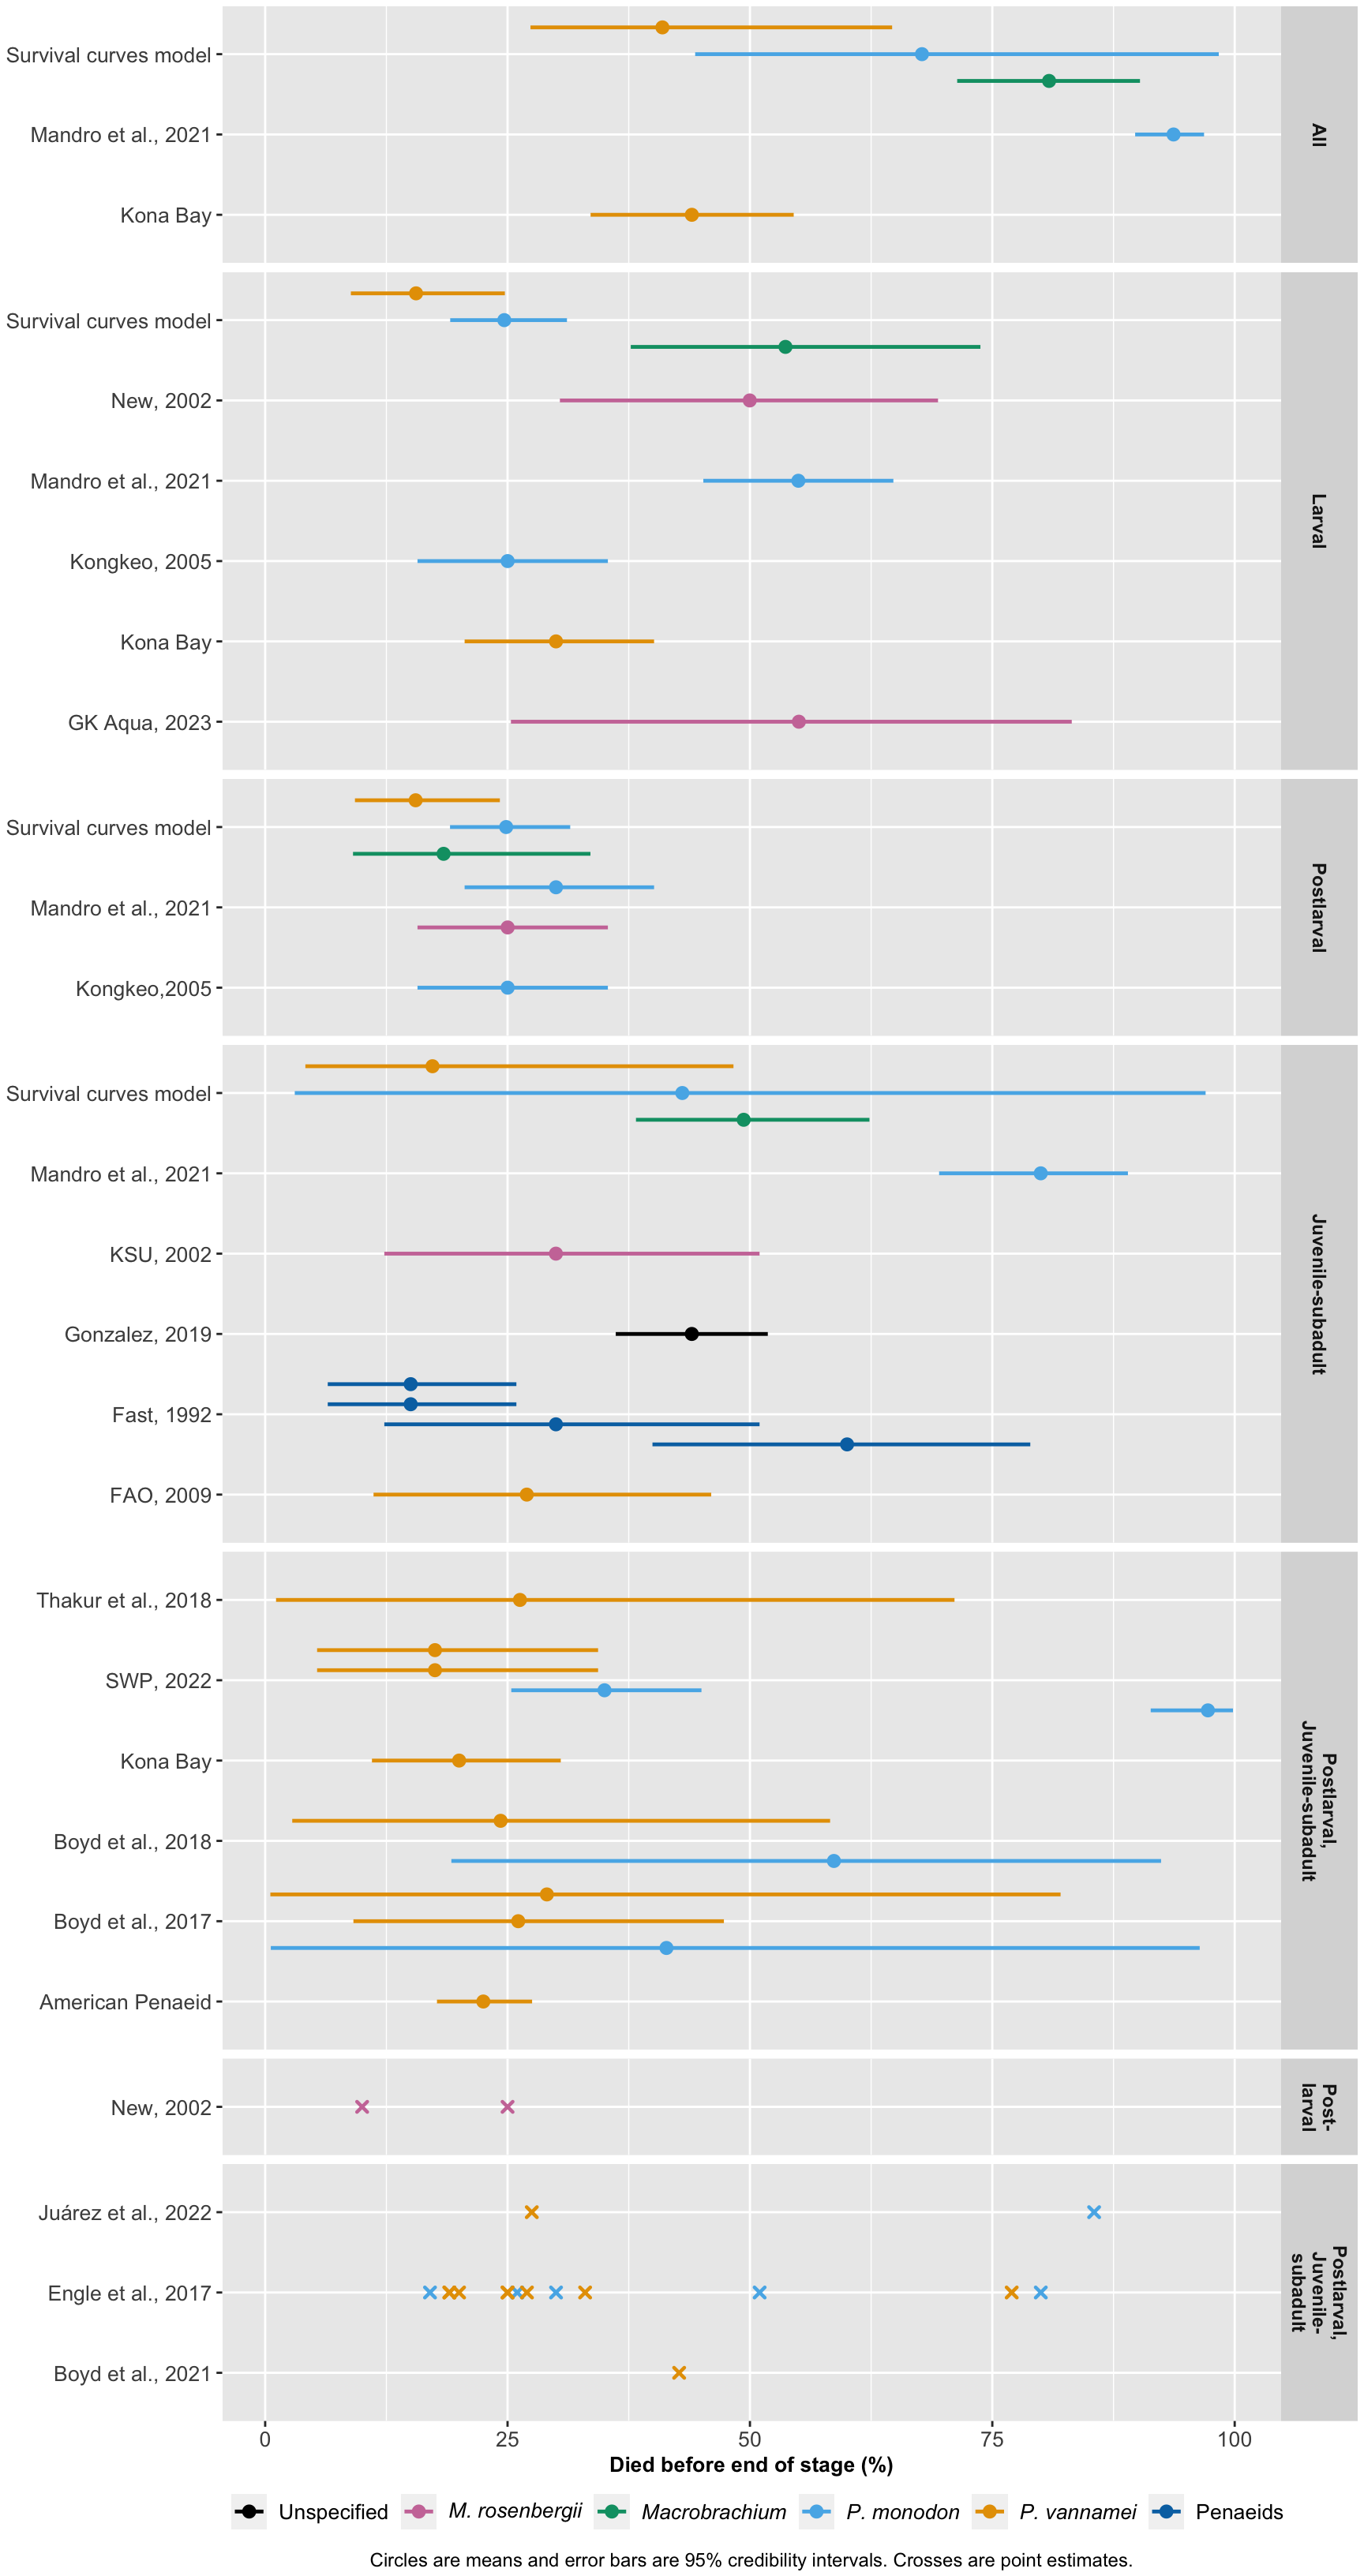 Survival curves model
Mandro et al., 2021
Kona Bay
All
Survival curves model
New, 2002
Mandro et al., 2021
Kongkeo, 2005
Kona Bay
GK Aqua, 2023
Larval
Survival curves model
Mandro et al., 2021
Kongkeo,2005
Postlarval
Survival curves model
Mandro et al., 2021
KSU, 2002
Gonzalez, 2019
Fast, 1992
FAO, 2009
Juvenile-subadult
Thakur et al., 2018
SWP, 2022
Kona Bay
Boyd et al., 2018
Boyd et al., 2017
American Penaeid
Postlarval,
Juvenile-subadult
New, 2002
Post-
larval
Juárez et al., 2022
Engle et al., 2017
Boyd et al., 2021
Postlarval,
Juvenile-
subadult
0 25 50 75 100
Died before end of stage (%)
Unspecified M. rosenbergii Macrobrachium P. monodon P. vannamei Penaeids
Circles are means and error bars are 95% credibility intervals. Crosses are point estimates.